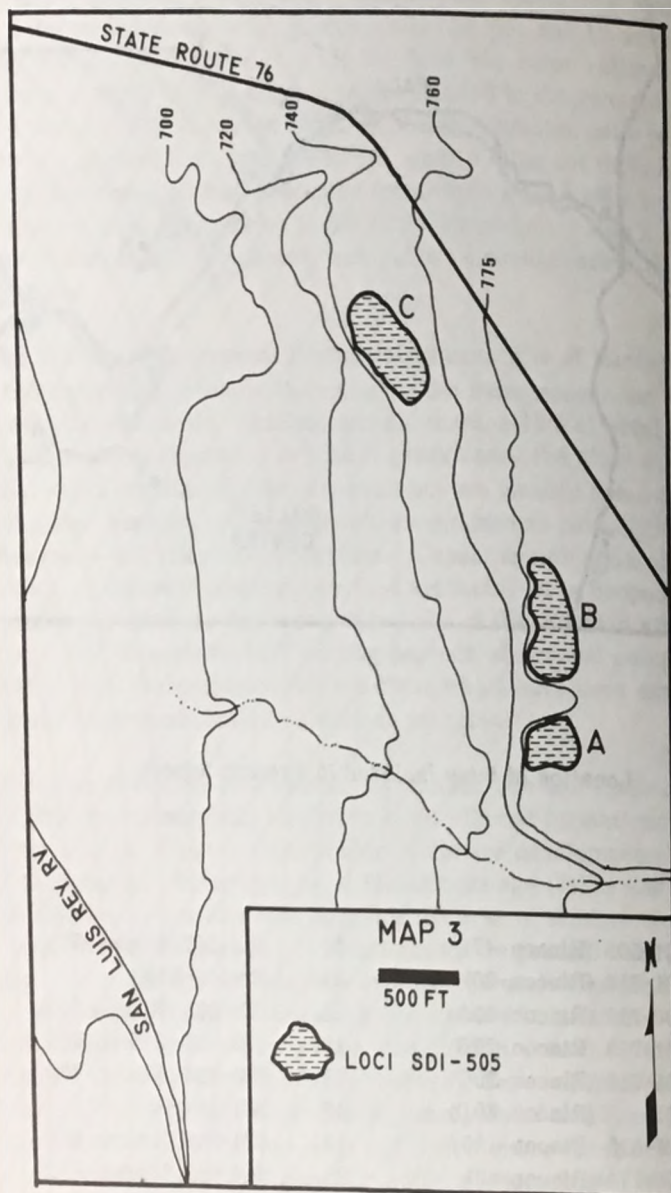 STATE ROUTE 76
700
720
740
760
775
C
B
A
SAN LUIS REY RV
MAP 3
500 FT
LOCI SDI-505
N